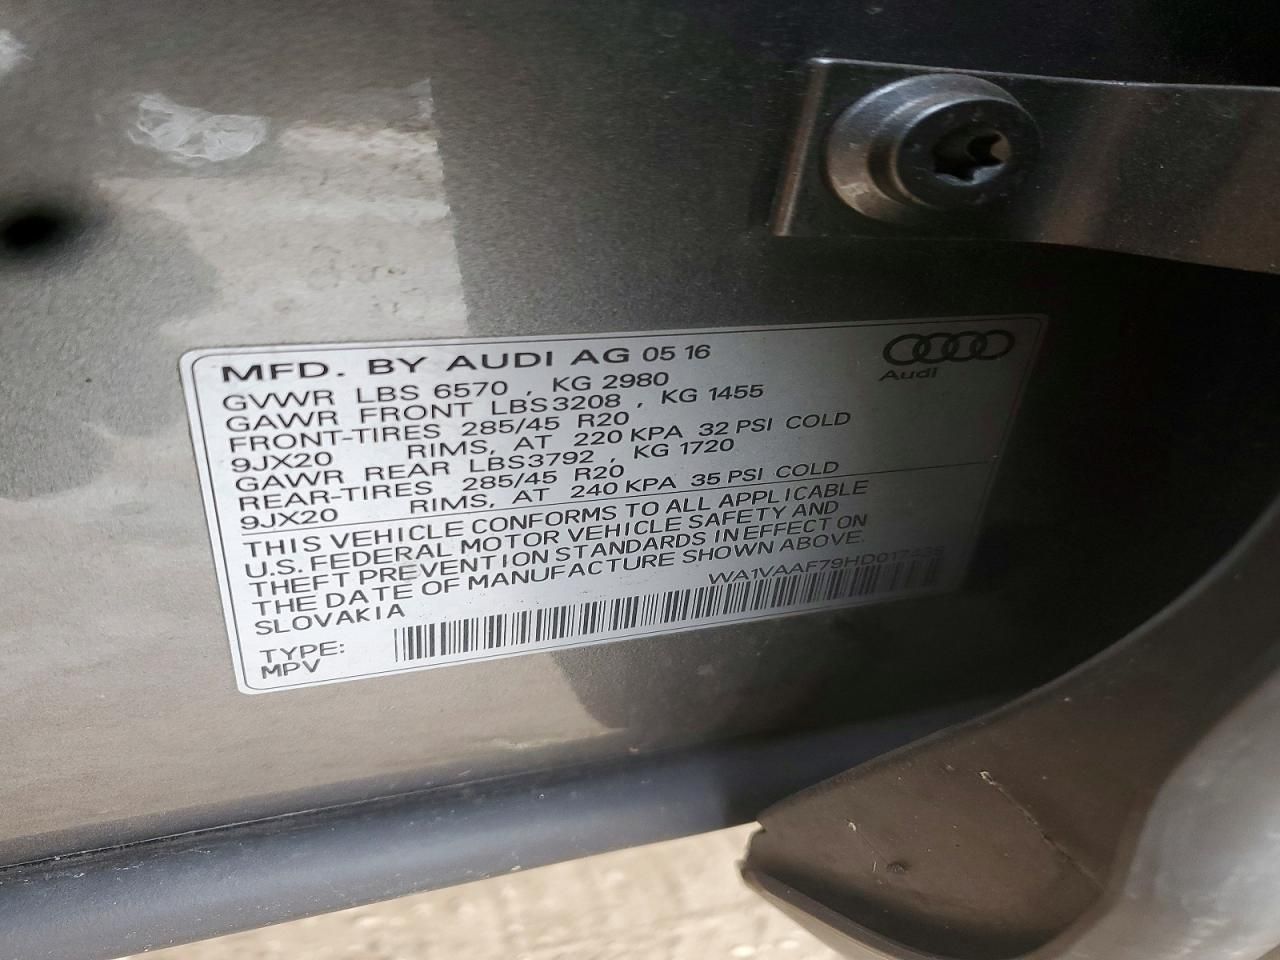 MFD. BY AUDI AG 05 16
Audi
GVWR LBS 6570 , KG 2980
GAWR FRONT LBS3208 , KG 1455
FRONT-TIRES 285/45 R20
9JX20 RIMS, AT 220 KPA 32 PSI COLD
GAWR REAR LBS3792 , KG 1720
REAR-TIRES 285/45 R20
9JX20 RIMS, AT 240 KPA 35 PSI COLD
THIS VEHICLE CONFORMS TO ALL APPLICABLE
U.S. FEDERAL MOTOR VEHICLE SAFETY AND
THEFT PREVENTION STANDARDS IN EFFECT ON
THE DATE OF MANUFACTURE SHOWN ABOVE.
SLOVAKIA
TYPE:
MPV